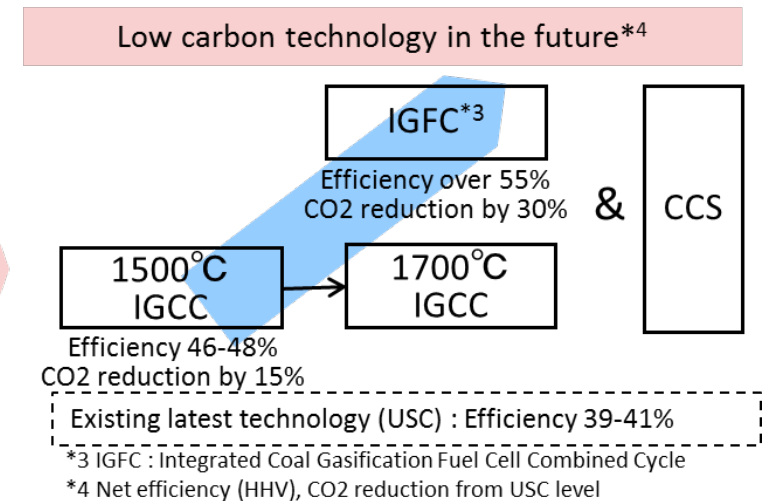 Low carbon technology in the future*4
IGFC*3
Efficiency over 55%
CO2 reduction by 30%
&
CCS
1500℃
IGCC
1700℃
IGCC
Efficiency 46-48%
CO2 reduction by 15%
Existing latest technology (USC) : Efficiency 39-41%
*3 IGFC : Integrated Coal Gasification Fuel Cell Combined Cycle
*4 Net efficiency (HHV), CO2 reduction from USC level